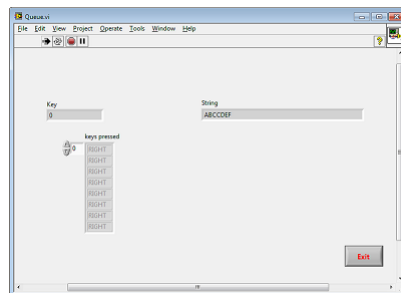 Queue.vi
File Edit View Project Operate Tools Window Help
Key
String
0
ABCCDEF
keys pressed
0
RIGHT
RIGHT
RIGHT
RIGHT
RIGHT
RIGHT
RIGHT
RIGHT
Exit